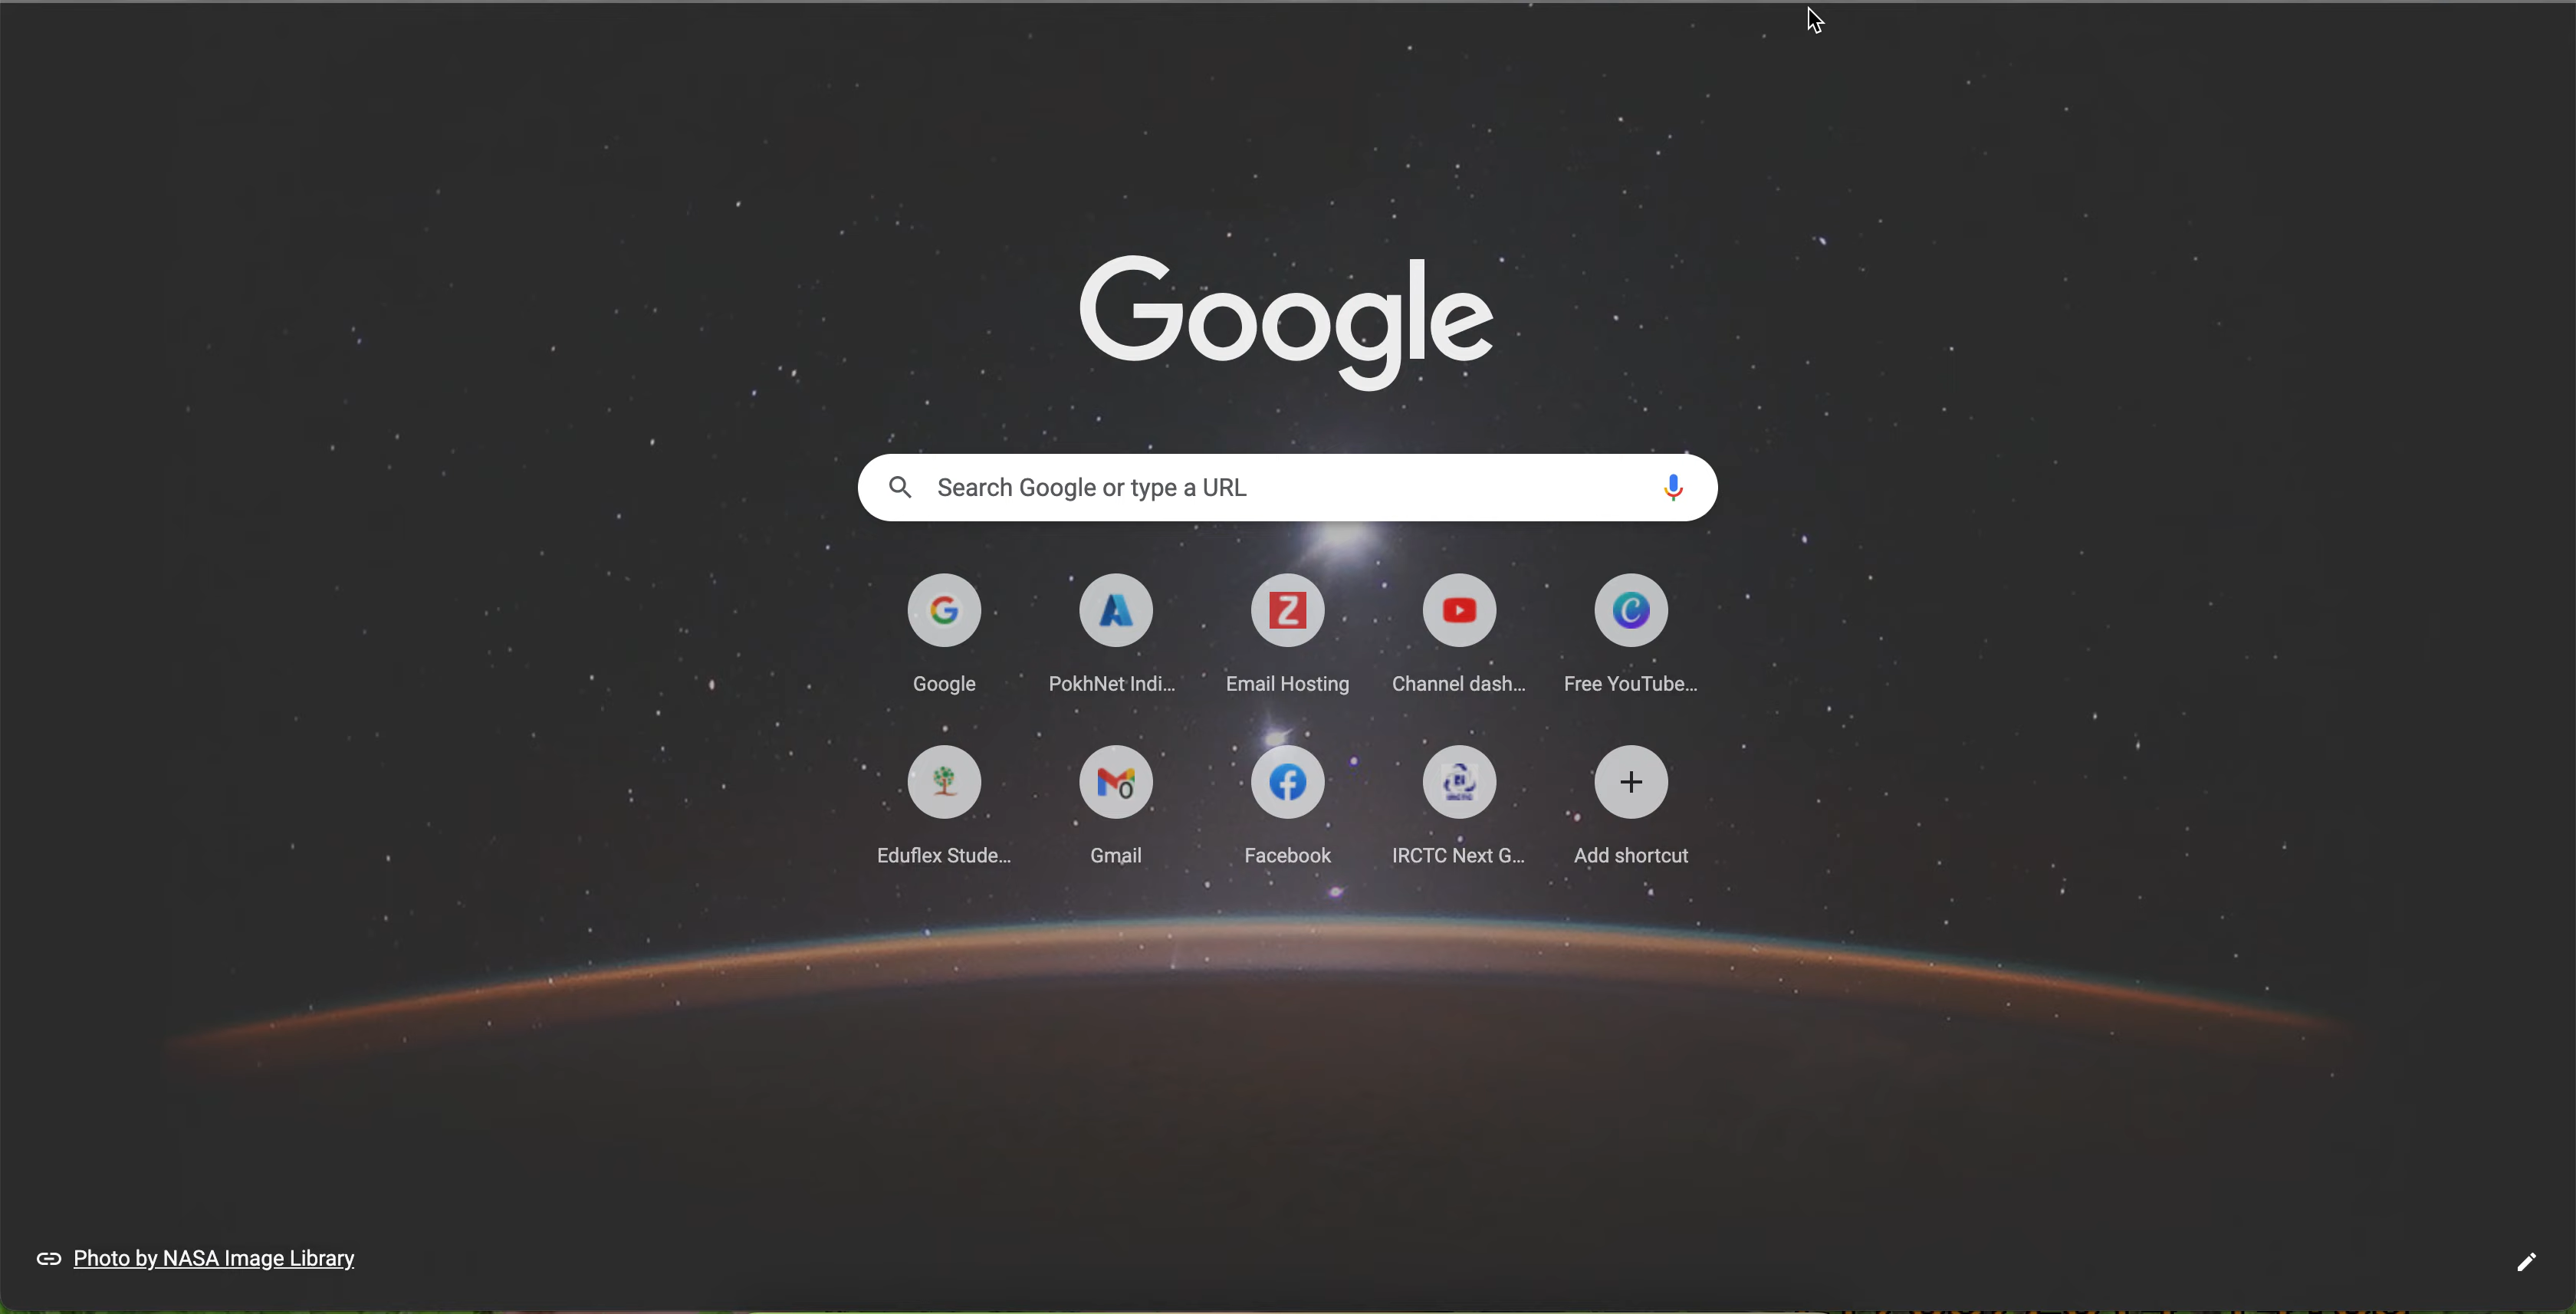 Google
Search Google or type a URL
Google
PokhNet Indi...
Email Hosting
Channel dash...
Free YouTube...
Eduflex Stude...
Gmail
Facebook
IRCTC Next G...
Add shortcut
Photo by NASA Image Library